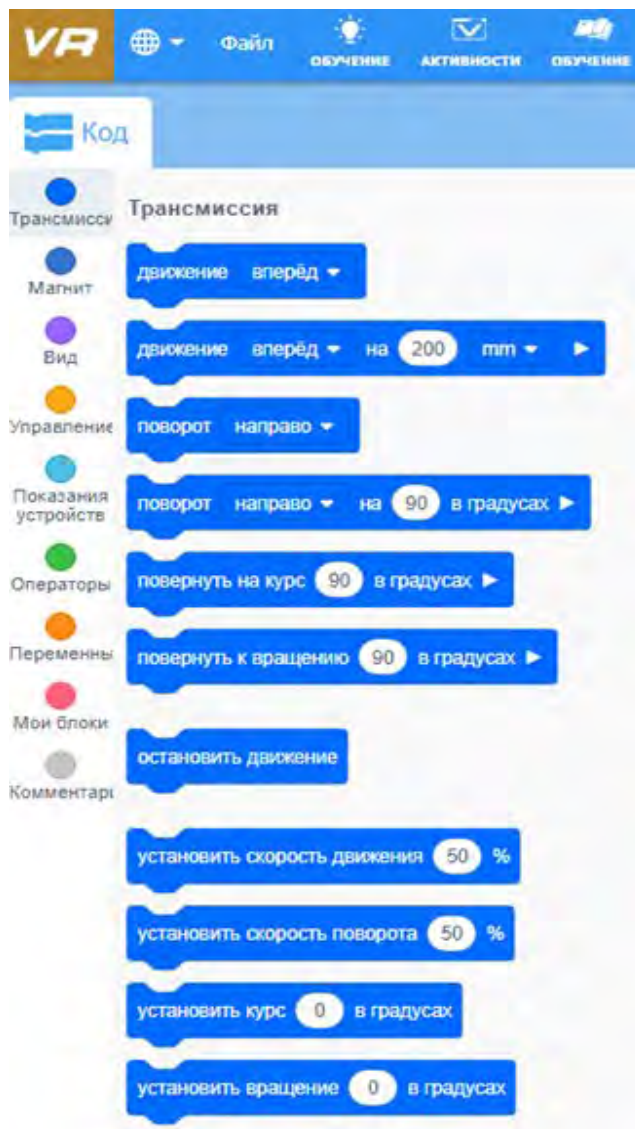 VR Файл ОБУЧЕНИЕ АКТИВНОСТИ ОБУЧЕНИЕ
Код
Трансмисси
Магнит
Вид
Управление
Показания
устройств
Операторы
Переменны
Мои блоки
Комментари
Трансмиссия
движение вперёд
движение вперёд на 200 mm
поворот направо
поворот направо на 90 в градусах
повернуть на курс 90 в градусах
повернуть к вращению 90 в градусах
остановить движение
установить скорость движения 50 %
установить скорость поворота 50 %
установить курс 0 в градусах
установить вращение 0 в градусах